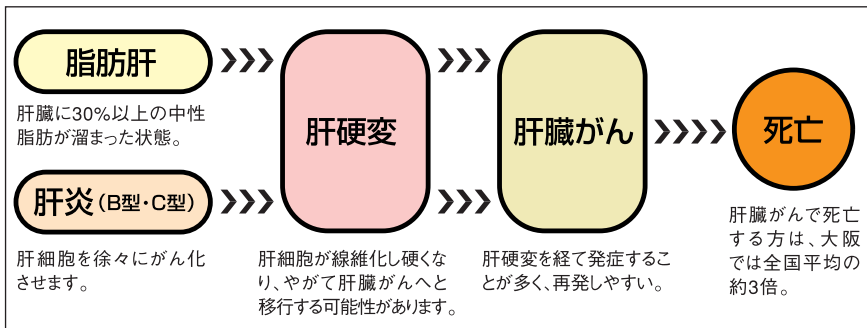 脂肪肝
肝臓に30%以上の中性
脂肪が溜まった状態。
肝炎(B型・C型)
肝細胞を徐々にがん化
させます。
肝硬変
肝細胞が線維化し硬くな
り、やがて肝臓がんへと
移行する可能性があります。
肝臓がん
肝硬変を経て発症するこ
とが多く、再発しやすい。
死亡
肝臓がんで死亡
する方は、大阪
では全国平均の
約3倍。